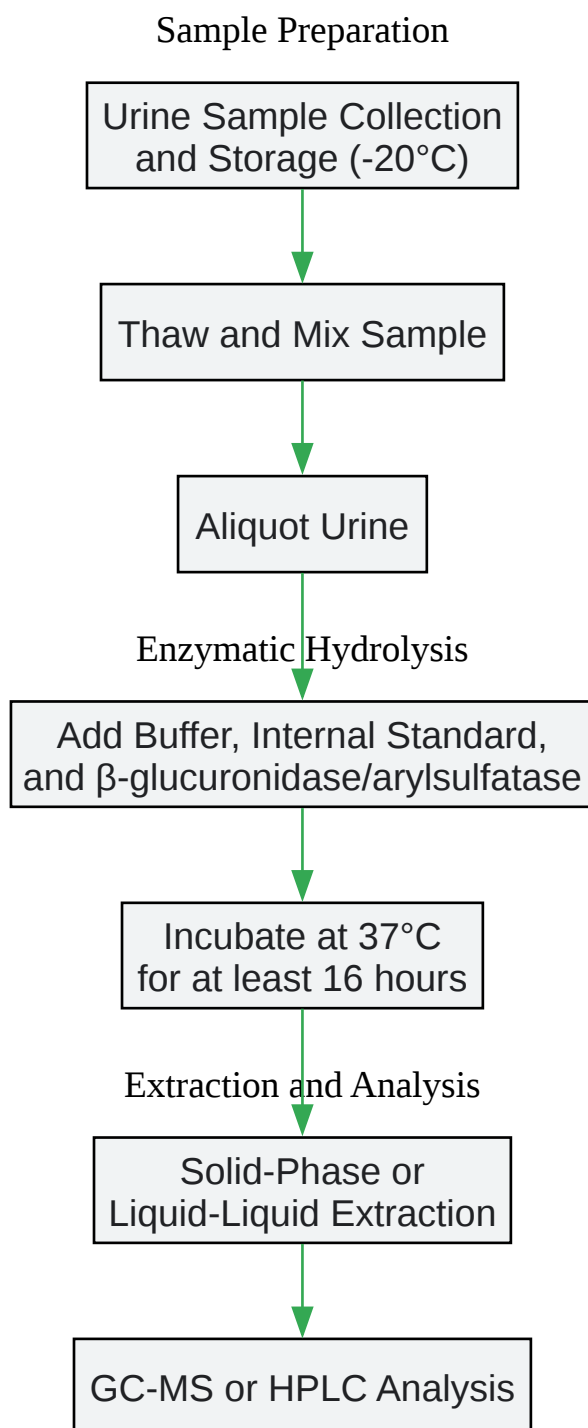 Sample Preparation
Urine Sample Collection
and Storage (-20°C)
Thaw and Mix Sample
Aliquot Urine
Enzymatic Hydrolysis
Add Buffer, Internal Standard,
and β-glucuronidase/arylsulfatase
Incubate at 37°C
for at least 16 hours
Extraction and Analysis
Solid-Phase or
Liquid-Liquid Extraction
GC-MS or HPLC Analysis